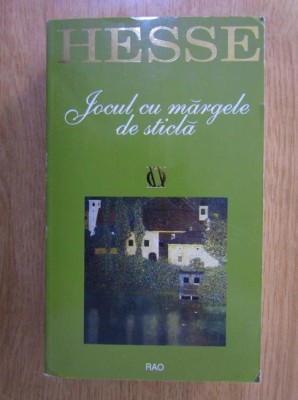 HESSE
Jocul cu mărgele
de sticlă
RAO